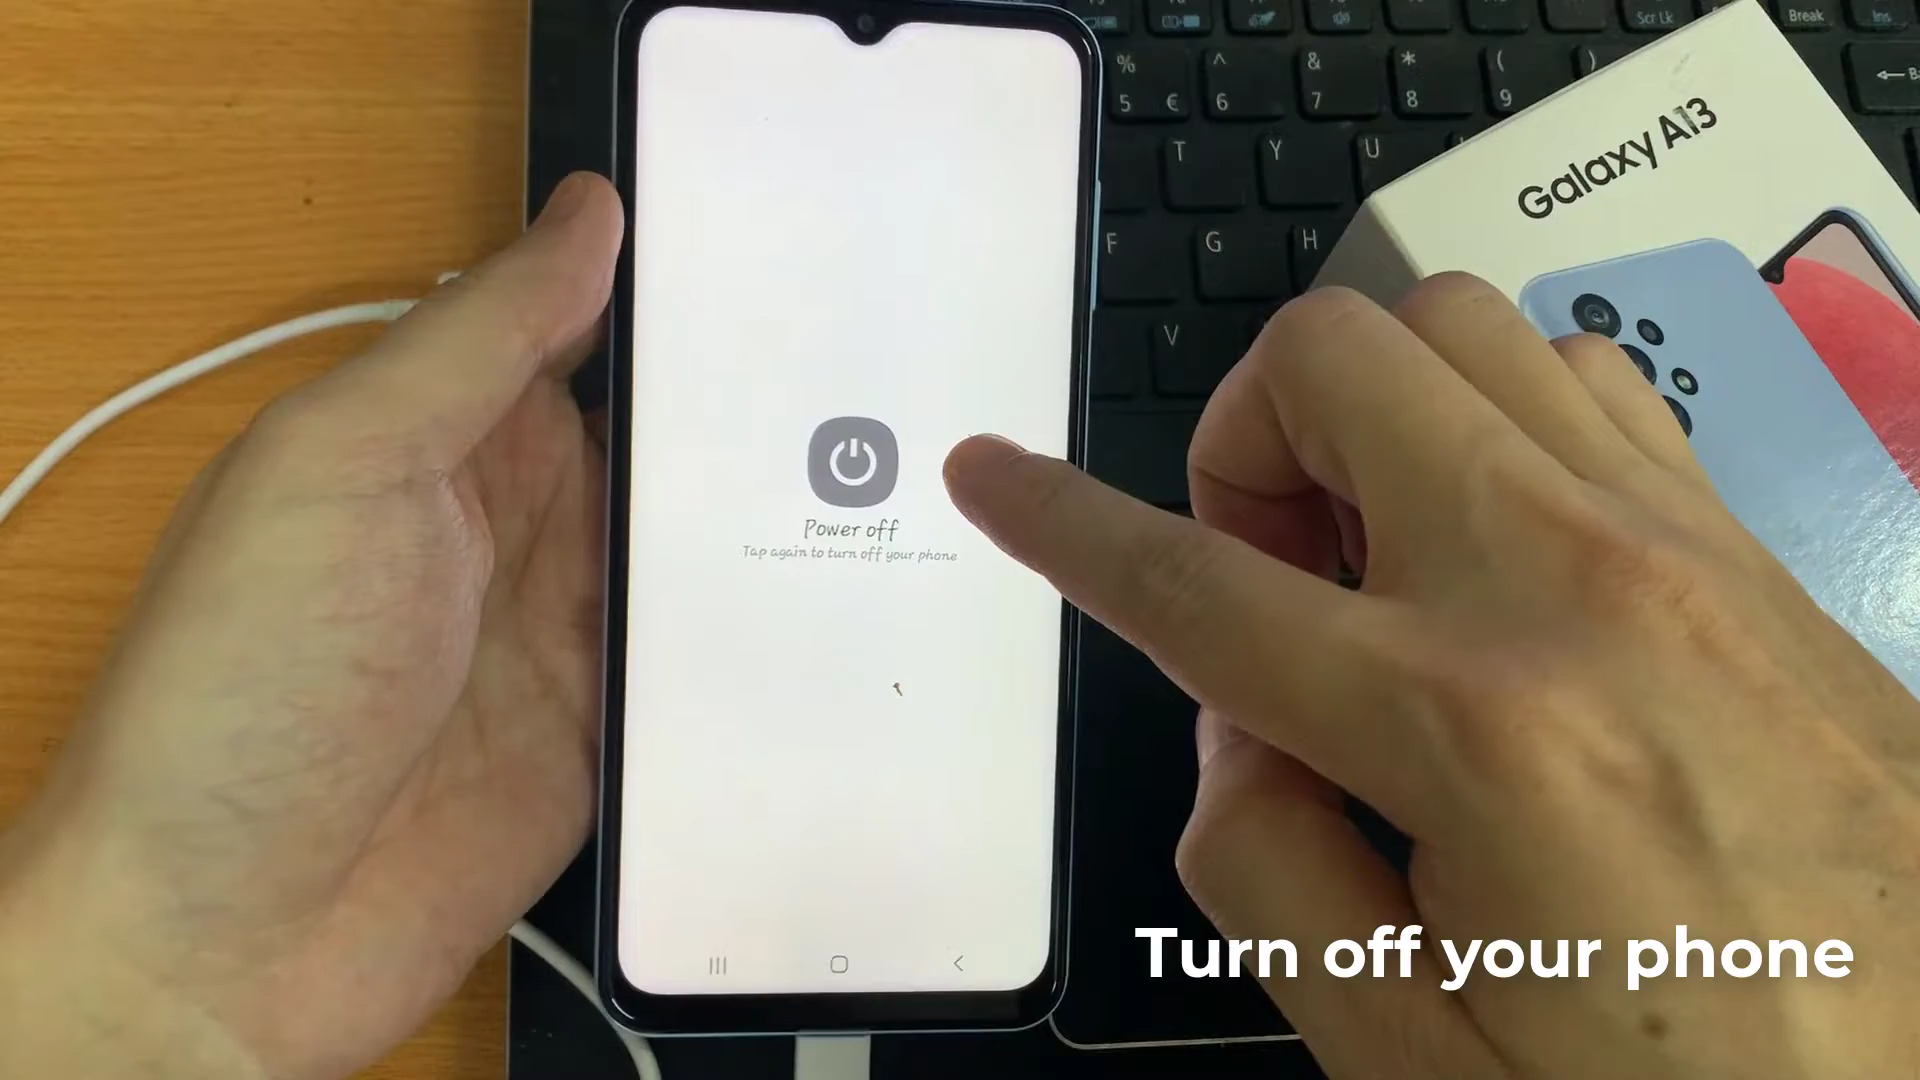 Scr Lk
Break
Ins
%
5 €
^
6
&
7
*
8
(
9
)
T
Y
U
F
G
H
V
Galaxy A13
Power off
Tap again to turn off your phone
Turn off your phone